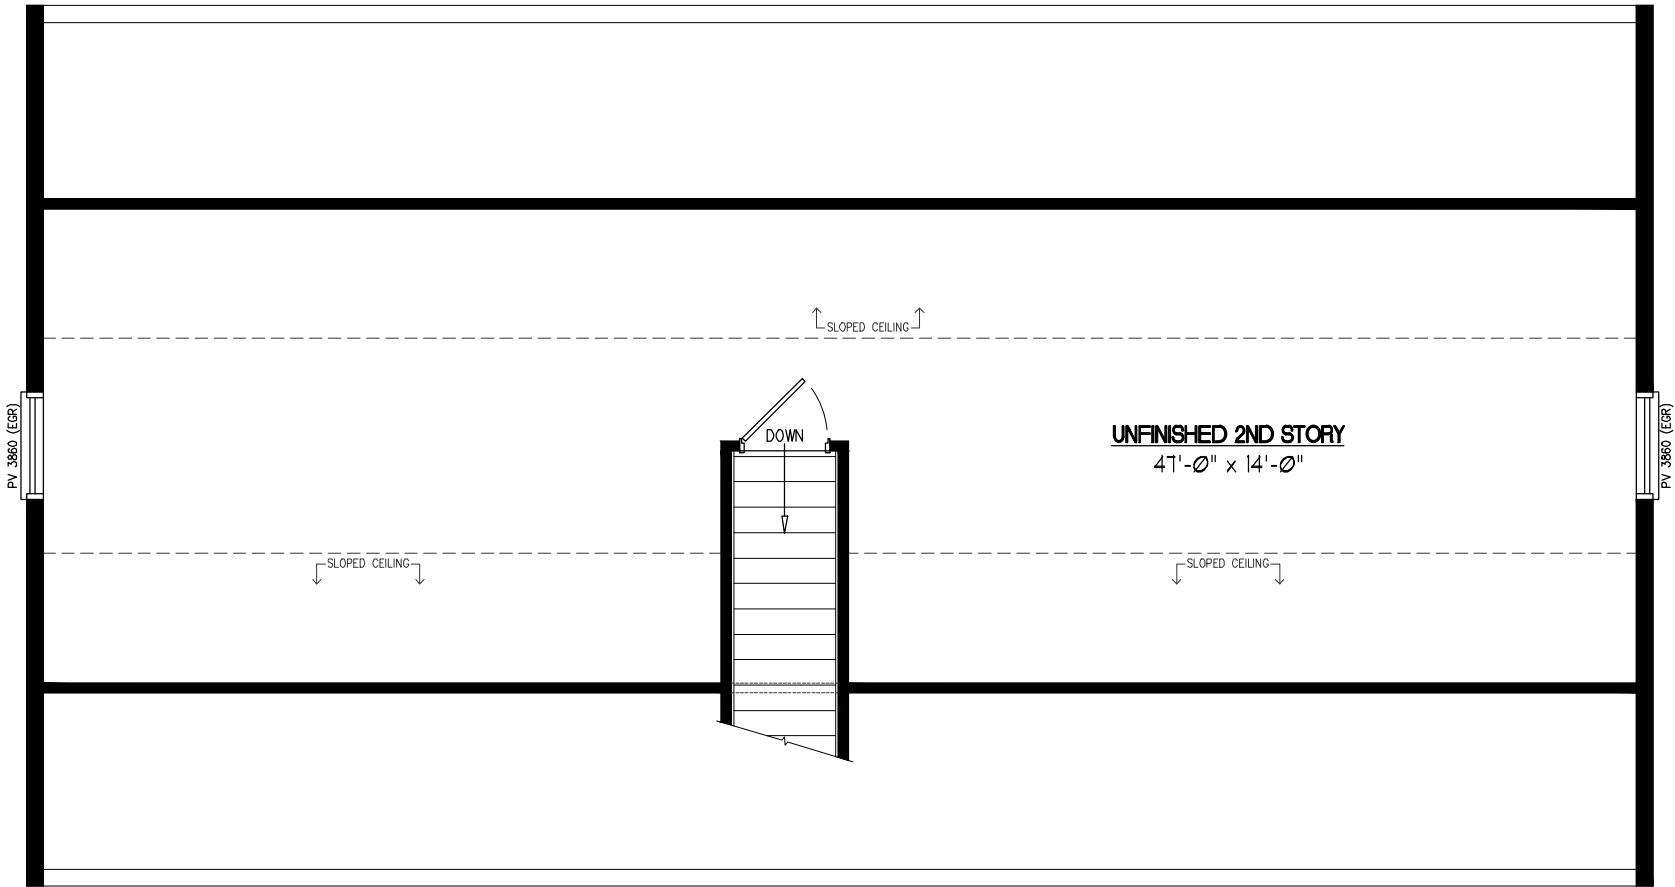 SLOPED CEILING
PV 3860 (EGR)
DOWN
UNFINISHED 2ND STORY
47'-0" x 14'-0"
PV 3860 (EGR)
SLOPED CEILING
SLOPED CEILING